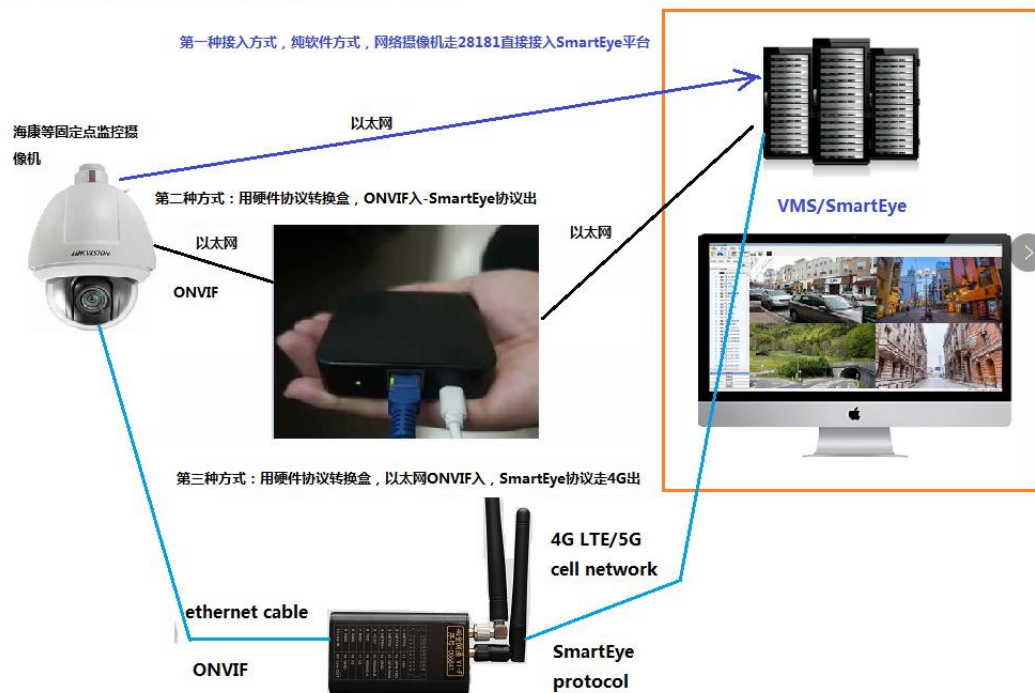 第一种接入方式，纯软件方式，网络摄像机走28181直接接入SmartEye平台
海康等固定点监控摄
像机
以太网
第二种方式：用硬件协议转换盒，ONVIF入-SmartEye协议出
VMS/SmartEye
以太网
以太网
HIKVISION
ONVIF
第三种方式：用硬件协议转换盒，以太网ONVIF入，SmartEye协议走4G出
4G LTE/5G
cell network
ethernet cable
ONVIF
SmartEye
protocol